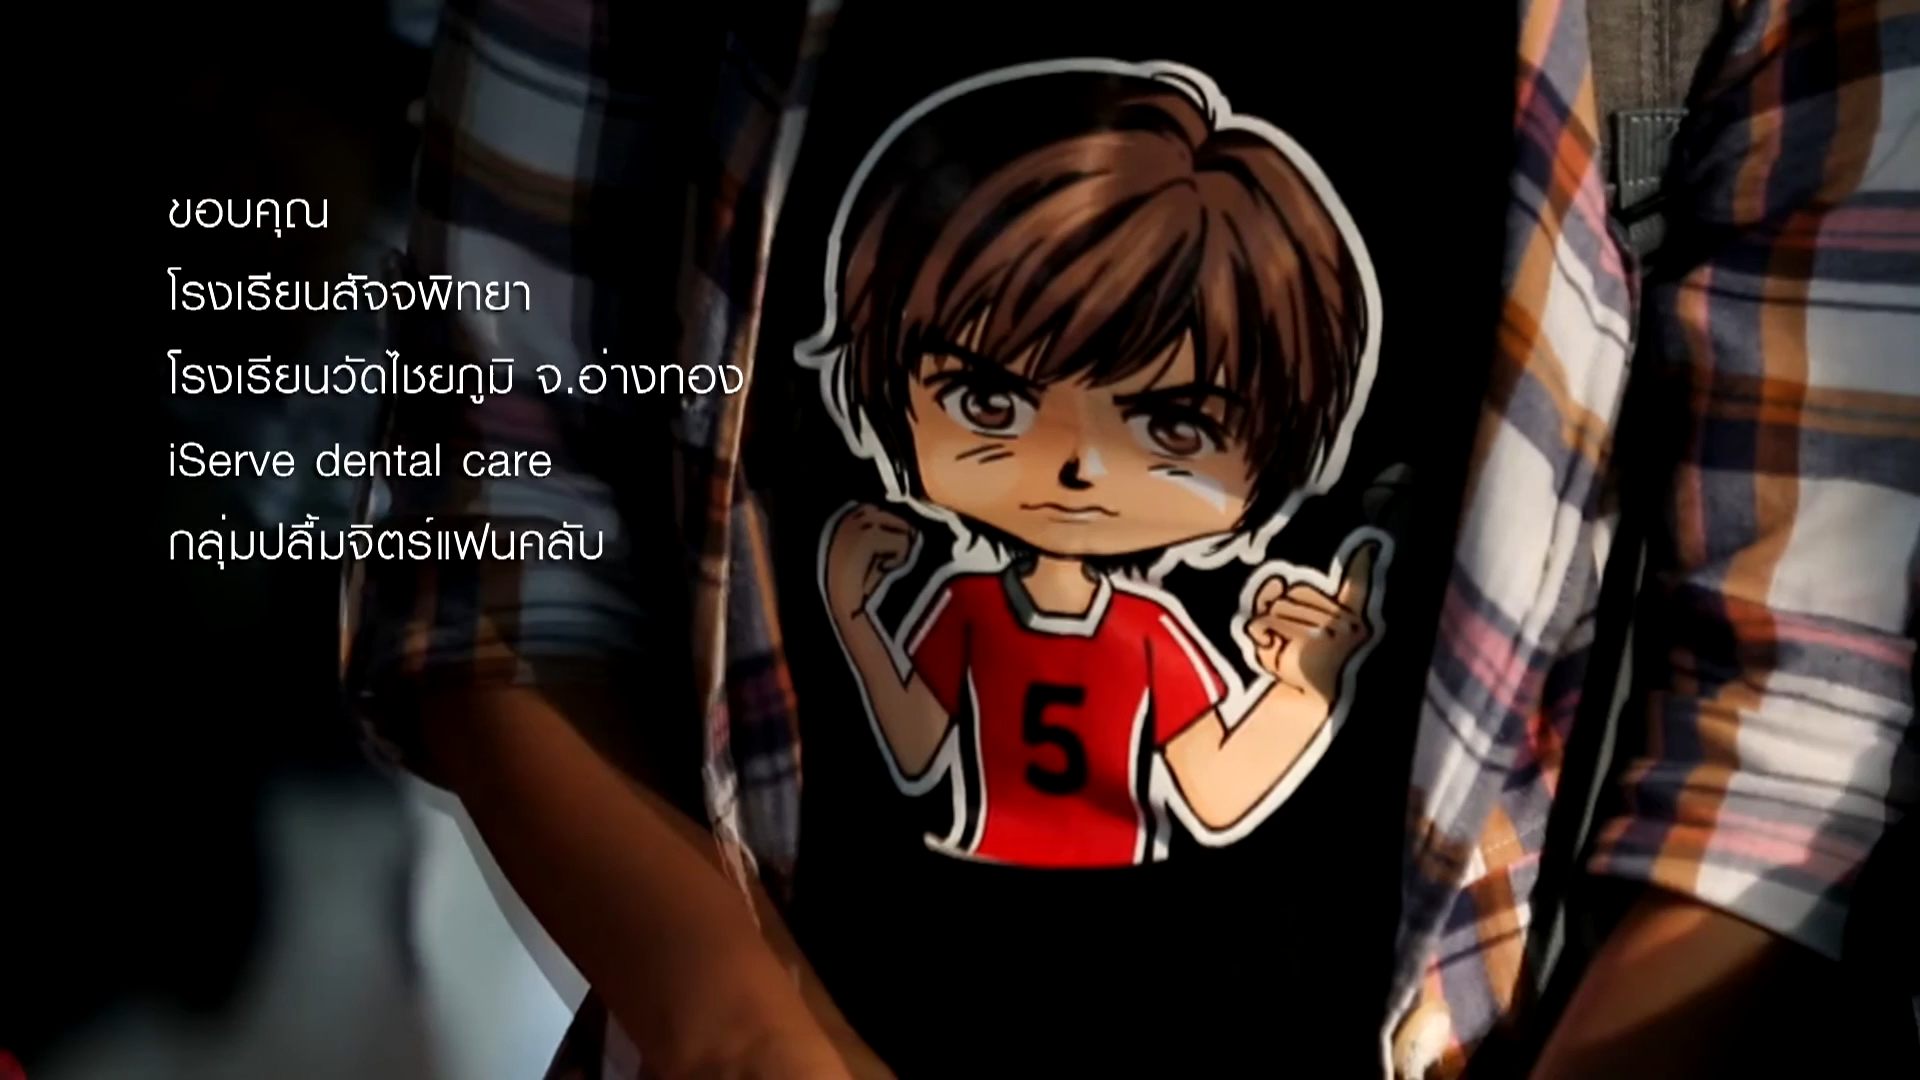 ขอบคุณ
โรงเรียนสัจจพิทยา
โรงเรียนวัดไชยภูมิ จ.อ่างทอง
iServe dental care
กลุ่มปลื้มจิตร์แฟนคลับ
5